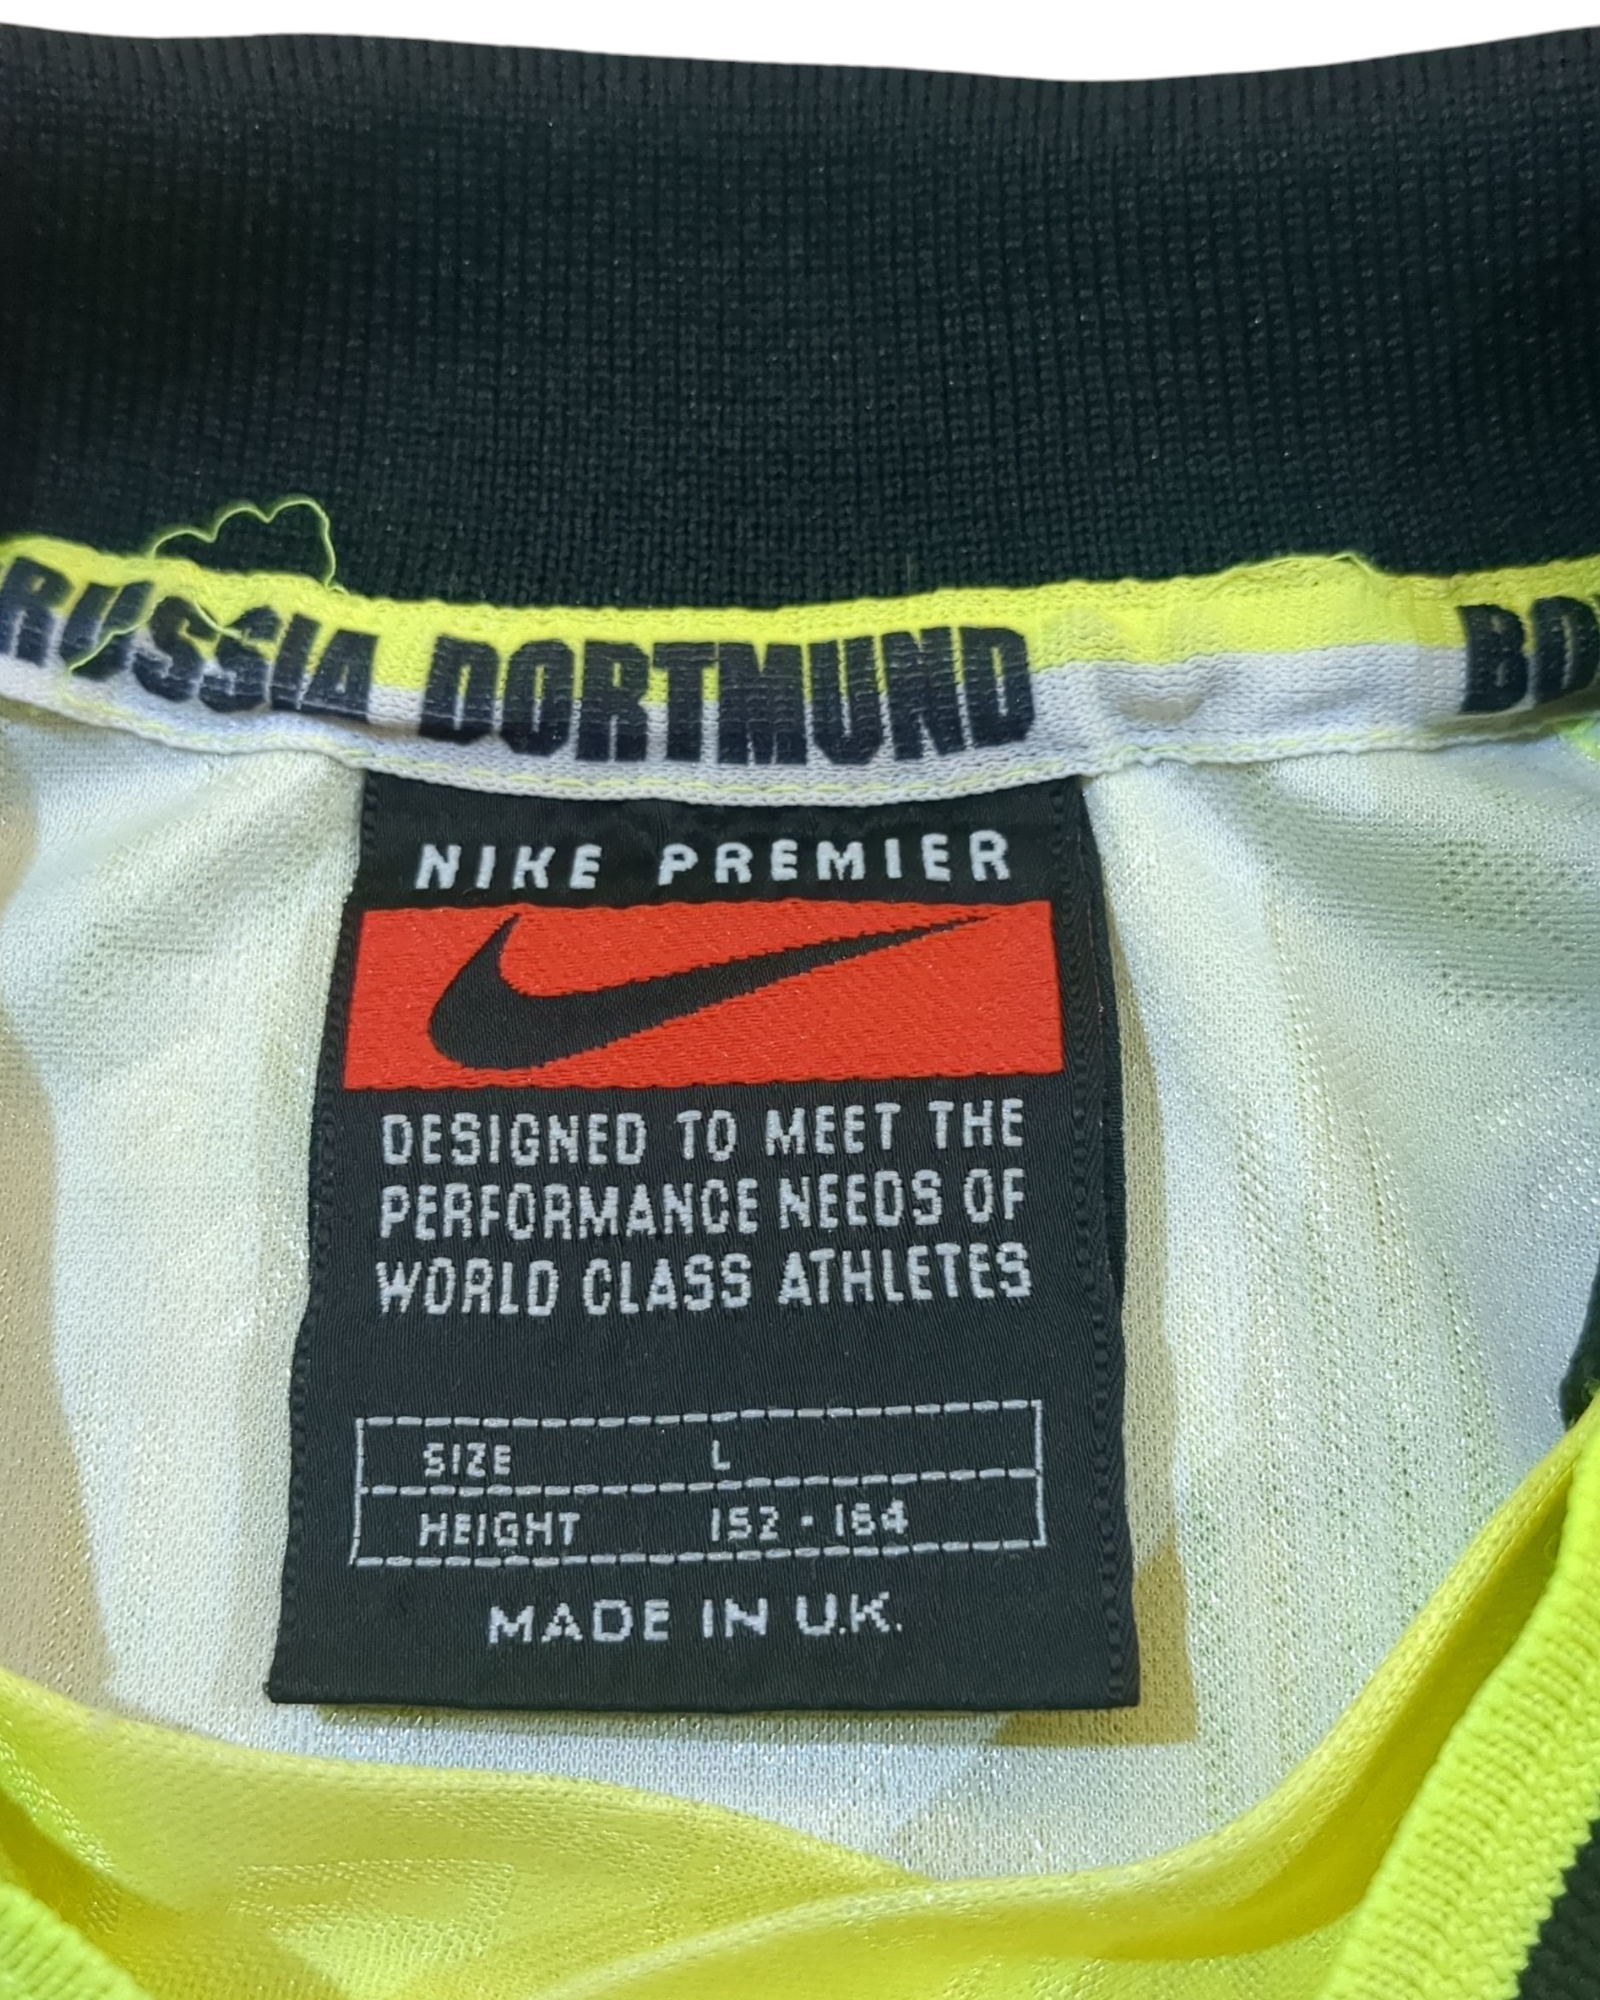 RUSSIA DORTMUND
NIKE PREMIER
DESIGNED TO MEET THE
PERFORMANCE NEEDS OF
WORLD CLASS ATHLETES
SIZE L
HEIGHT 152 - 164
MADE IN U.K.